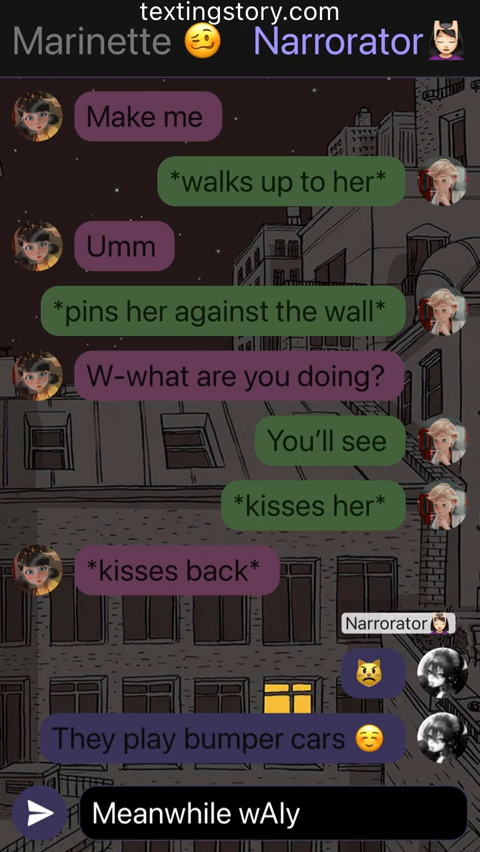 textingstory.com
Marinette 🥴 Narrorator💆🏻‍♀️
Make me
*walks up to her*
Umm
*pins her against the wall*
W-what are you doing?
You’ll see
*kisses her*
*kisses back*
Narrorator💆🏻‍♀️
😾
They play bumper cars ☺️
Meanwhile wAly